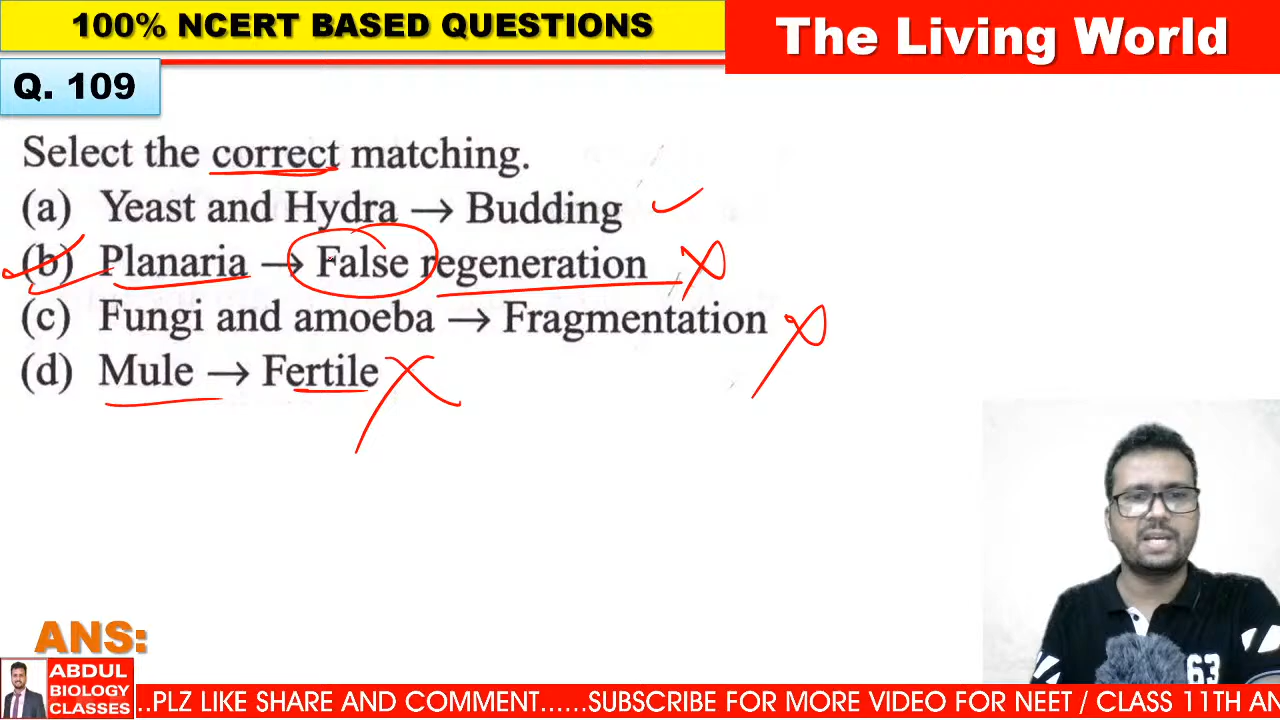 100% NCERT BASED QUESTIONS
The Living World
Q. 109
Select the correct matching.
(a) Yeast and Hydra → Budding
(b) Planaria → False regeneration
(c) Fungi and amoeba → Fragmentation
(d) Mule → Fertile
63
ANS:
ABDUL
BIOLOGY
CLASSES
..PLZ LIKE SHARE AND COMMENT......SUBSCRIBE FOR MORE VIDEO FOR NEET / CLASS 11TH AN